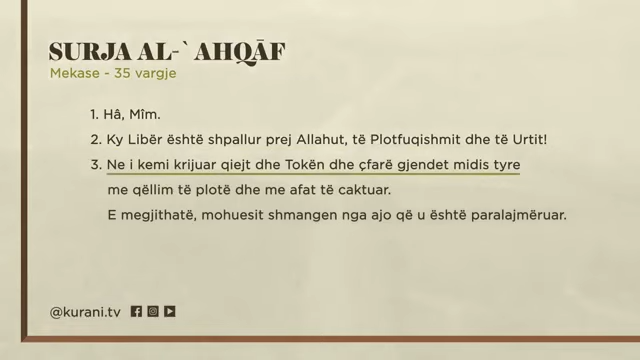 SURJA AL-`AHQĀF
Mekase - 35 vargje
1. Hâ, Mîm.
2. Ky Libër është shpallur prej Allahut, të Plotfuqishmit dhe të Urtit!
3. Ne i kemi krijuar qiejt dhe Tokën dhe çfarë gjendet midis tyre
me qëllim të plotë dhe me afat të caktuar.
E megjithatë, mohuesit shmangen nga ajo që u është paralajmëruar.
@kurani.tv